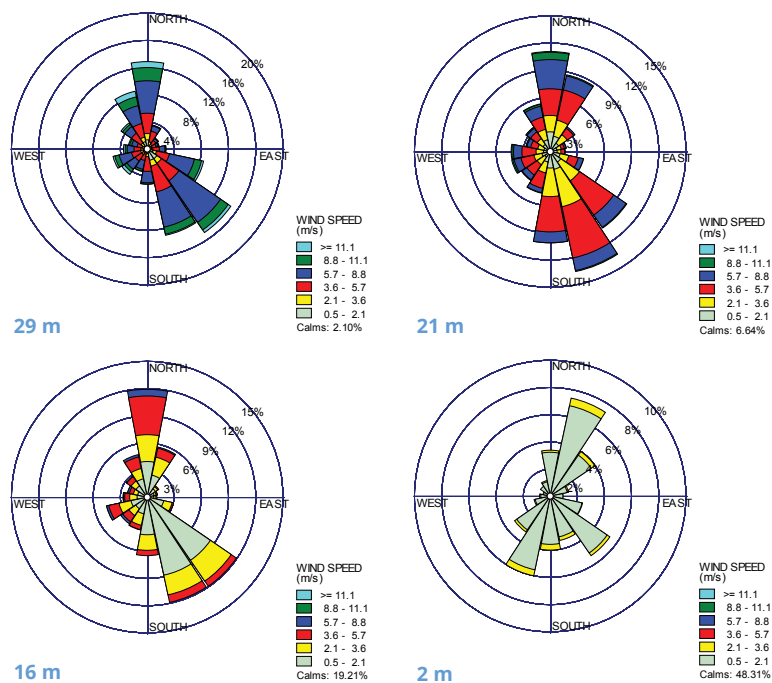 NORTH
20%
16%
12%
8%
4%
WEST
EAST
SOUTH
WIND SPEED
(m/s)
>= 11.1
8.8 - 11.1
5.7 - 8.8
3.6 - 5.7
2.1 - 3.6
0.5 - 2.1
Calms: 2.10%
29 m
NORTH
15%
12%
9%
6%
3%
WEST
EAST
SOUTH
WIND SPEED
(m/s)
>= 11.1
8.8 - 11.1
5.7 - 8.8
3.6 - 5.7
2.1 - 3.6
0.5 - 2.1
Calms: 6.64%
21 m
NORTH
15%
12%
9%
6%
3%
WEST
EAST
SOUTH
WIND SPEED
(m/s)
>= 11.1
8.8 - 11.1
5.7 - 8.8
3.6 - 5.7
2.1 - 3.6
0.5 - 2.1
Calms: 19.21%
16 m
NORTH
10%
8%
6%
4%
2%
WEST
EAST
SOUTH
WIND SPEED
(m/s)
>= 11.1
8.8 - 11.1
5.7 - 8.8
3.6 - 5.7
2.1 - 3.6
0.5 - 2.1
Calms: 48.31%
2 m